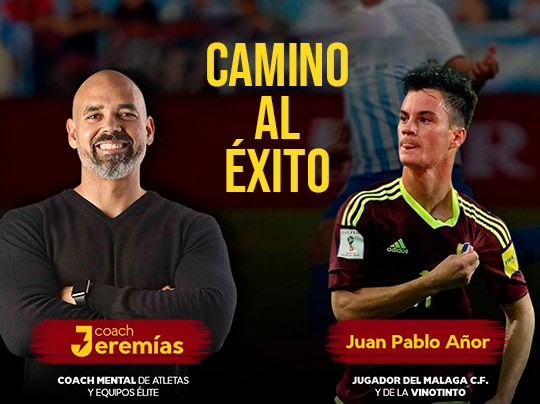 CAMINO
AL
ÉXITO
adidas
coach
Jeremías
COACH MENTAL DE ATLETAS
Y EQUIPOS ÉLITE
Juan Pablo Añor
JUGADOR DEL MALAGA C.F.
Y DE LA VINOTINTO